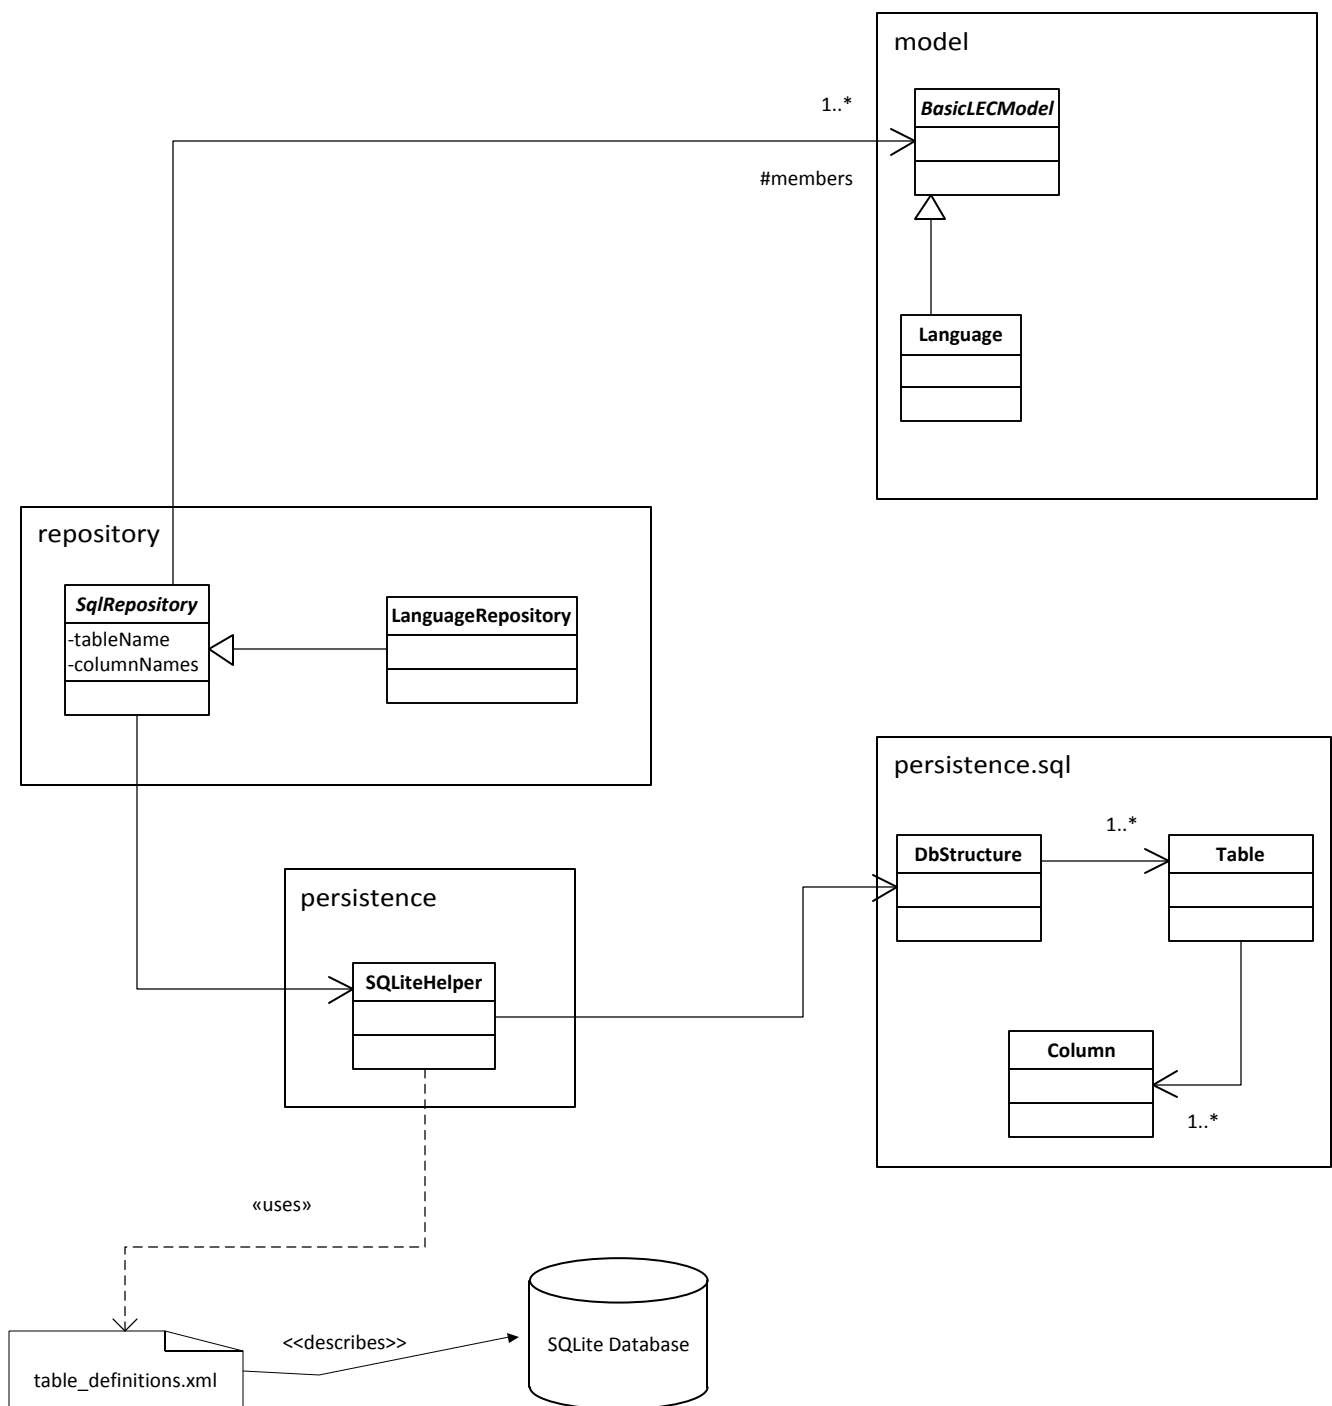 model
1..*
BasicLECModel
#members
Language
repository
SqlRepository
-tableName
-columnNames
LanguageRepository
persistence.sql
1..*
DbStructure
Table
persistence
SQLiteHelper
Column
1..*
«uses»
<<describes>>
SQLite Database
table_definitions.xml